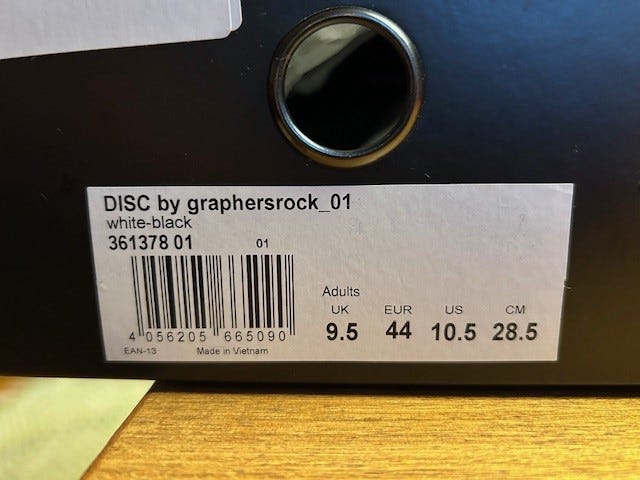 DISC by graphersrock_01
white-black
361378 01 01
4 056205 665090
EAN-13 Made in Vietnam
Adults
UK EUR US CM
9.5 44 10.5 28.5